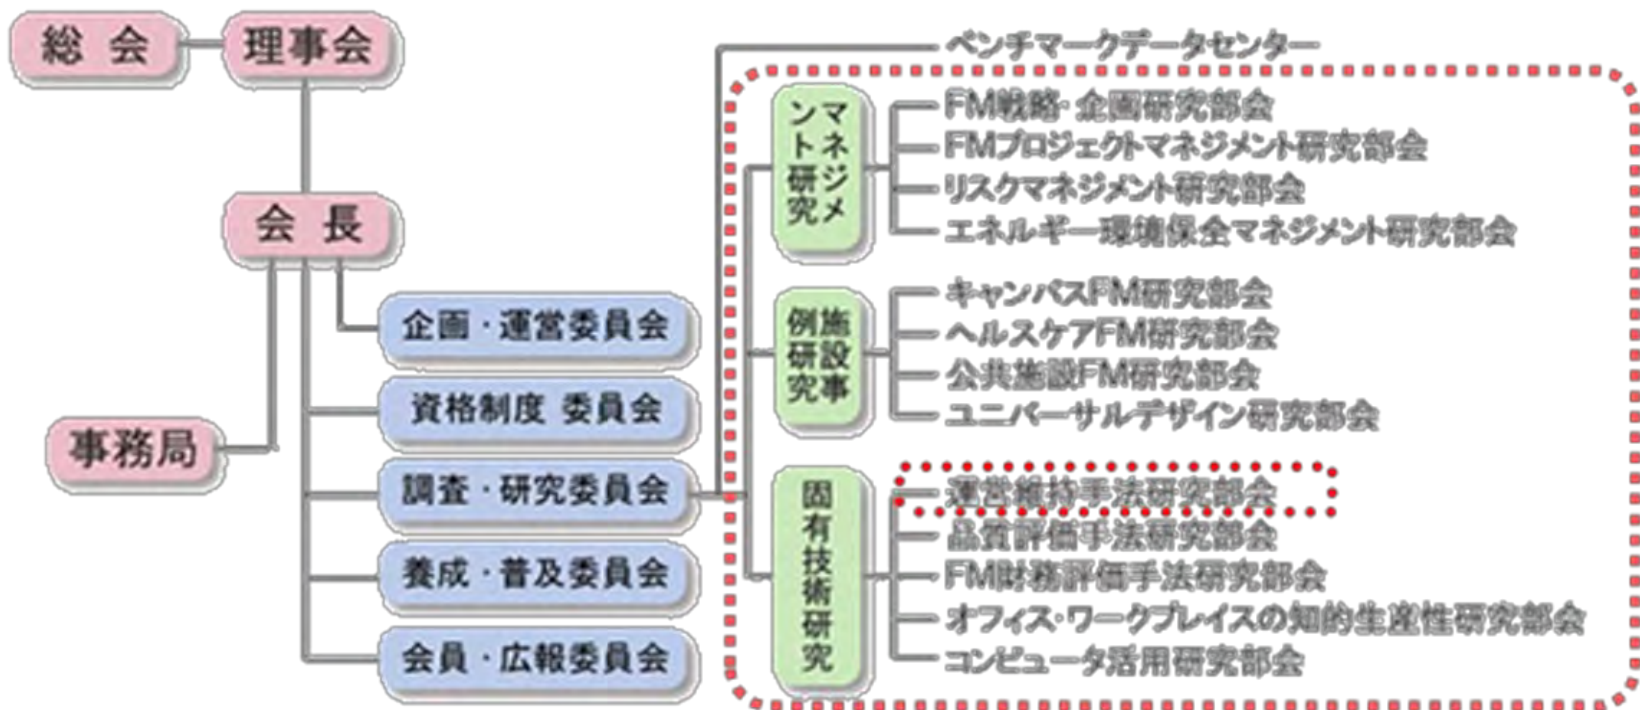 総会
理事会
会長
事務局
企画・運営委員会
資格制度 委員会
調査・研究委員会
養成・普及委員会
会員・広報委員会
ベンチマークデータセンター
マネジメント研究
FM戦略・企画研究部会
FMプロジェクトマネジメント研究部会
リスクマネジメント研究部会
エネルギー環境保全マネジメント研究部会
施設事例研究
キャンパスFM研究部会
ヘルスケアFM研究部会
公共施設FM研究部会
ユニバーサルデザイン研究部会
固有技術研究
運営維持手法研究部会
品質評価手法研究部会
FM財務評価手法研究部会
オフィス・ワークプレイスの知的生産性研究部会
コンピュータ活用研究部会